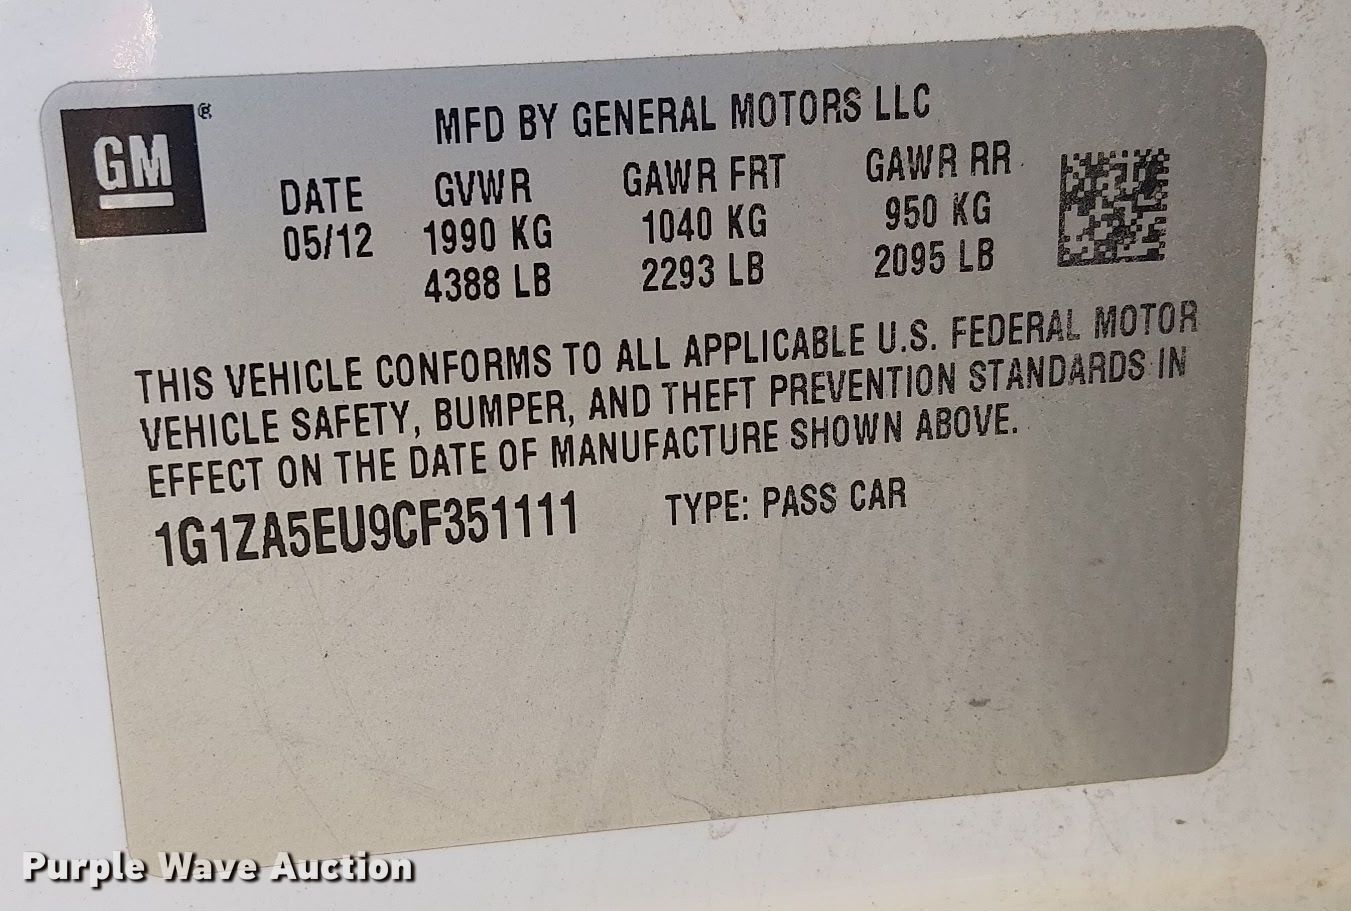 GM ®
MFD BY GENERAL MOTORS LLC
DATE GVWR GAWR FRT GAWR RR
05/12 1990 KG 1040 KG 950 KG
4388 LB 2293 LB 2095 LB
THIS VEHICLE CONFORMS TO ALL APPLICABLE U.S. FEDERAL MOTOR
VEHICLE SAFETY, BUMPER, AND THEFT PREVENTION STANDARDS IN
EFFECT ON THE DATE OF MANUFACTURE SHOWN ABOVE.
1G1ZA5EU9CF351111 TYPE: PASS CAR
Purple Wave Auction